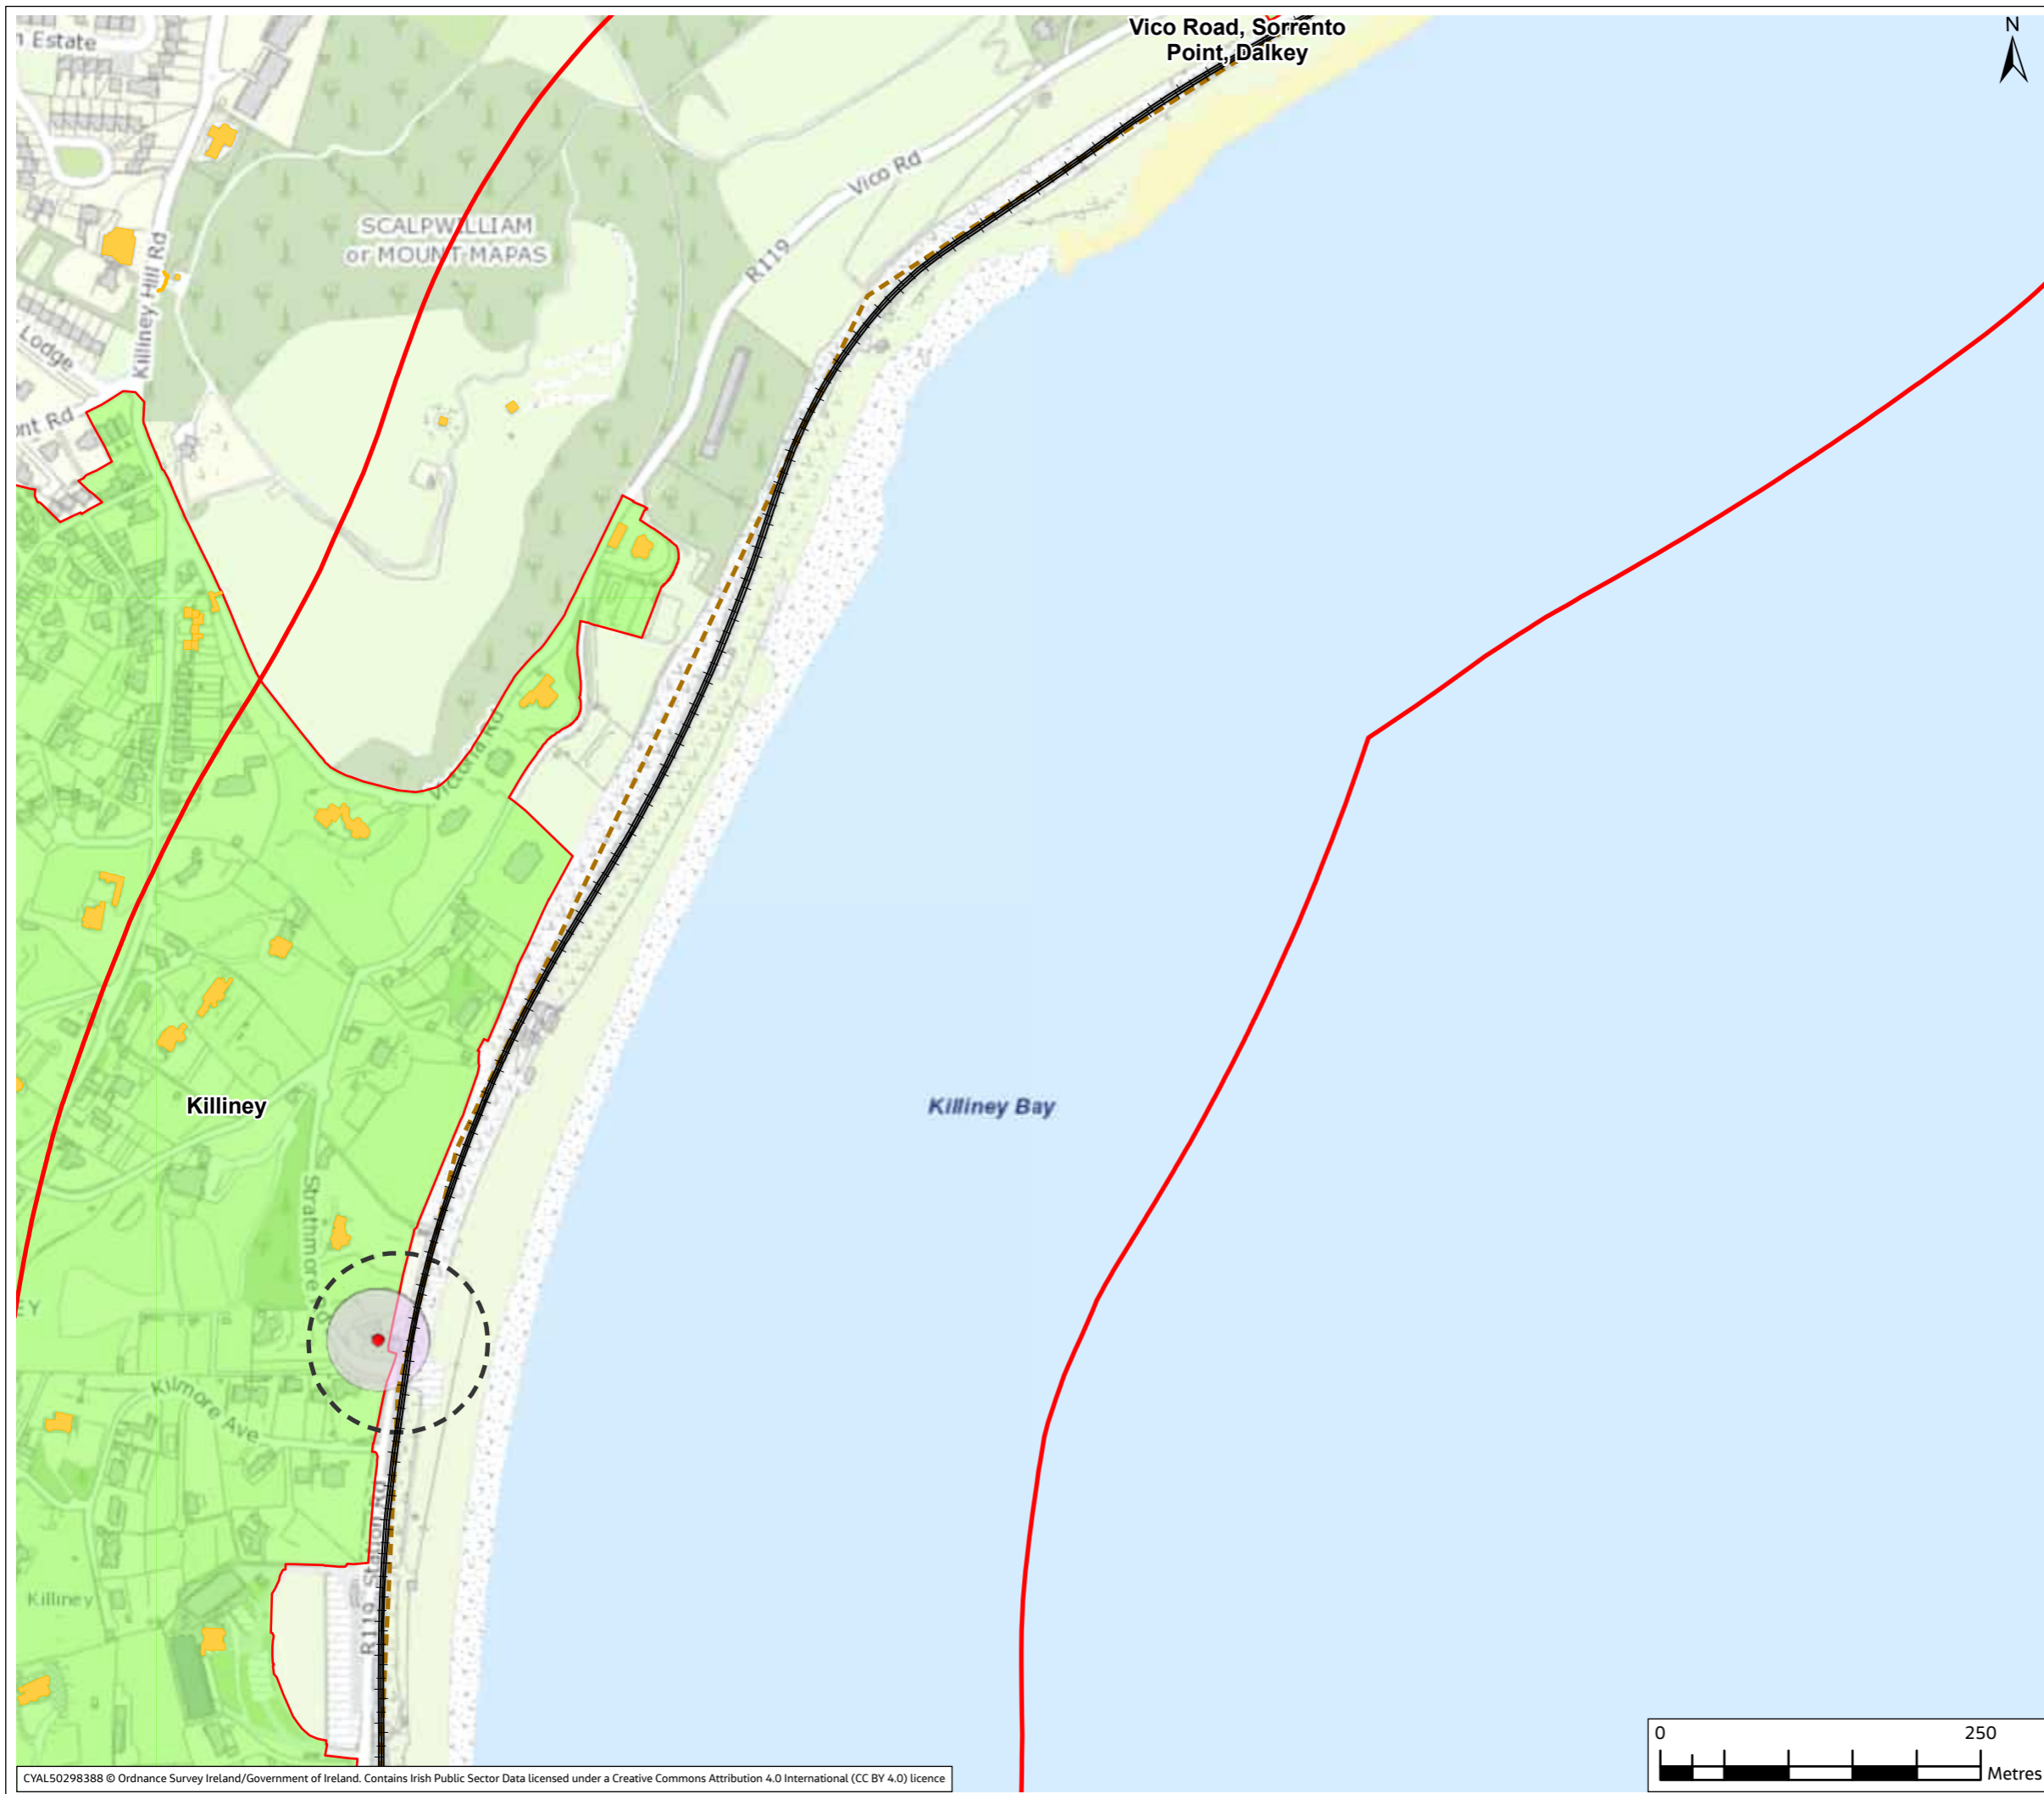 n Estate
Vico Road, Sorrento
Point, Dalkey
N
Vico Rd
SCALPWILLIAM
or MOUNT MAPAS
R119
Killiney Hill Rd
Lodge
ont Rd
Victoria Rd
Killiney
Killiney Bay
Strathmore Rd
EY
Kilmore Ave
R119 Station Rd
Killiney
0 250
Metres
CYAL50298388 © Ordnance Survey Ireland/Government of Ireland. Contains Irish Public Sector Data licensed under a Creative Commons Attribution 4.0 International (CC BY 4.0) licence